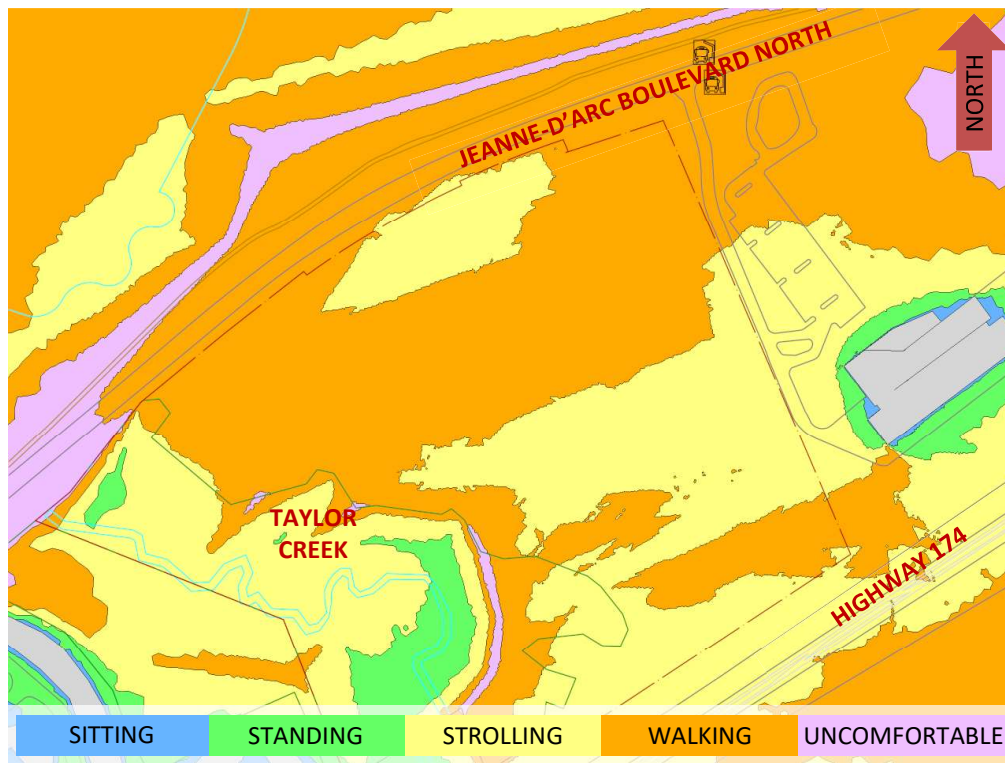 JEANNE-D'ARC BOULEVARD NORTH
NORTH
TAYLOR
CREEK
HIGHWAY 174
SITTING
STANDING
STROLLING
WALKING
UNCOMFORTABLE